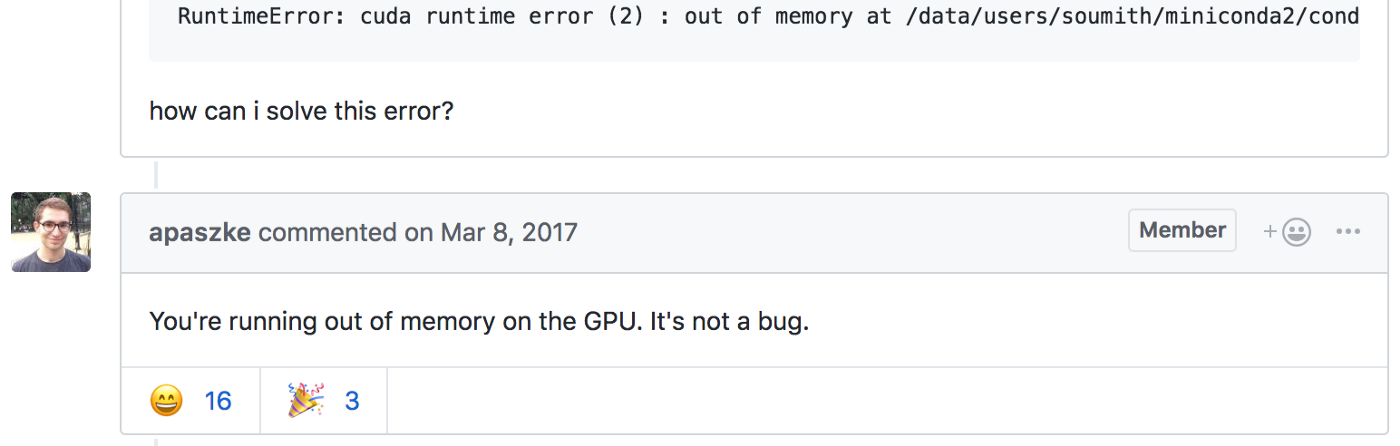 RuntimeError: cuda runtime error (2) : out of memory at /data/users/soumith/miniconda2/cond
how can i solve this error?
apaszke commented on Mar 8, 2017
Member
You're running out of memory on the GPU. It's not a bug.
16
3